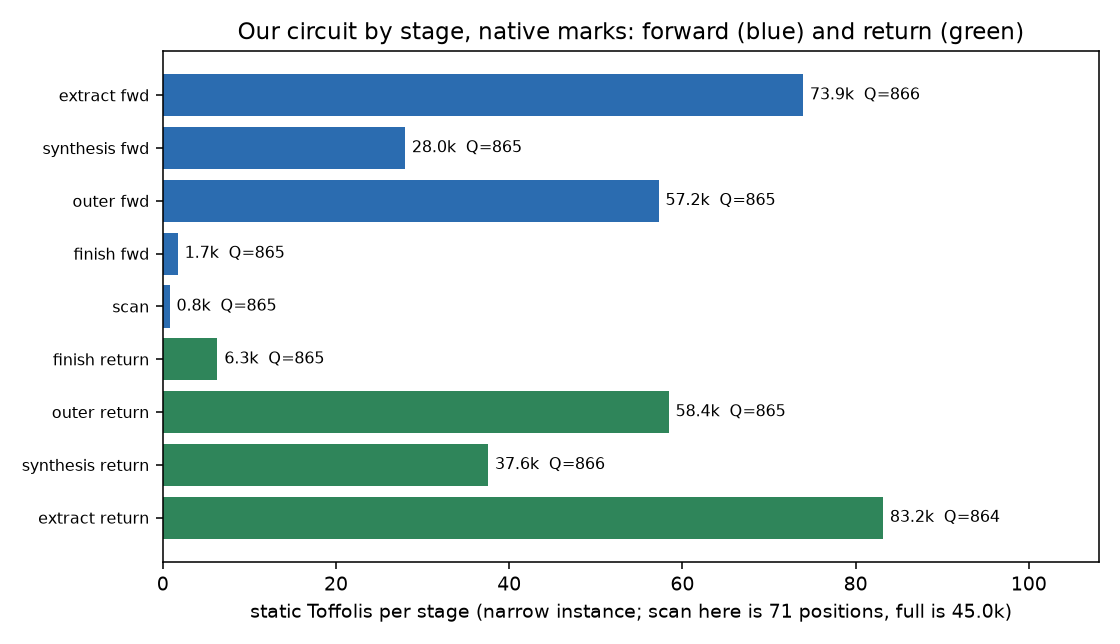 Our circuit by stage, native marks: forward (blue) and return (green)
extract fwd
73.9k Q=866
synthesis fwd
28.0k Q=865
outer fwd
57.2k Q=865
finish fwd
1.7k Q=865
scan
0.8k Q=865
finish return
6.3k Q=865
outer return
58.4k Q=865
synthesis return
37.6k Q=866
extract return
83.2k Q=864
0 20 40 60 80 100
static Toffolis per stage (narrow instance; scan here is 71 positions, full is 45.0k)